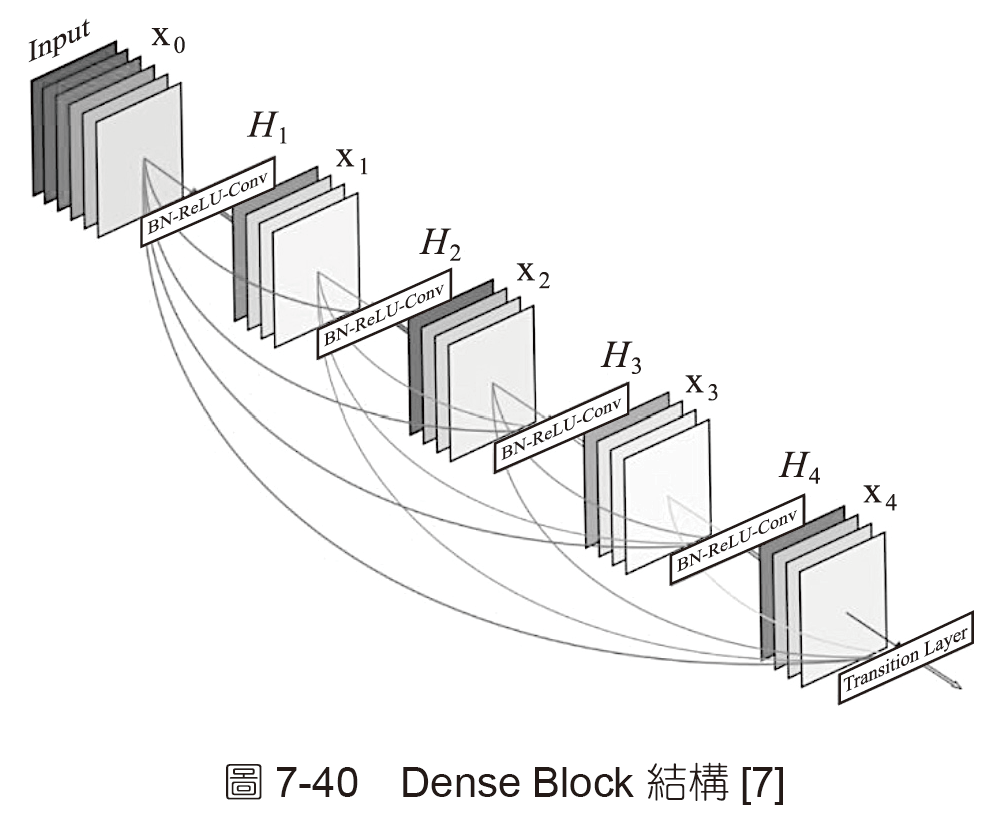 Input
x0
H1
BN-ReLU-Conv
x1
H2
BN-ReLU-Conv
x2
H3
BN-ReLU-Conv
x3
H4
BN-ReLU-Conv
x4
Transition Layer
圖 7-40 Dense Block 結構 [7]